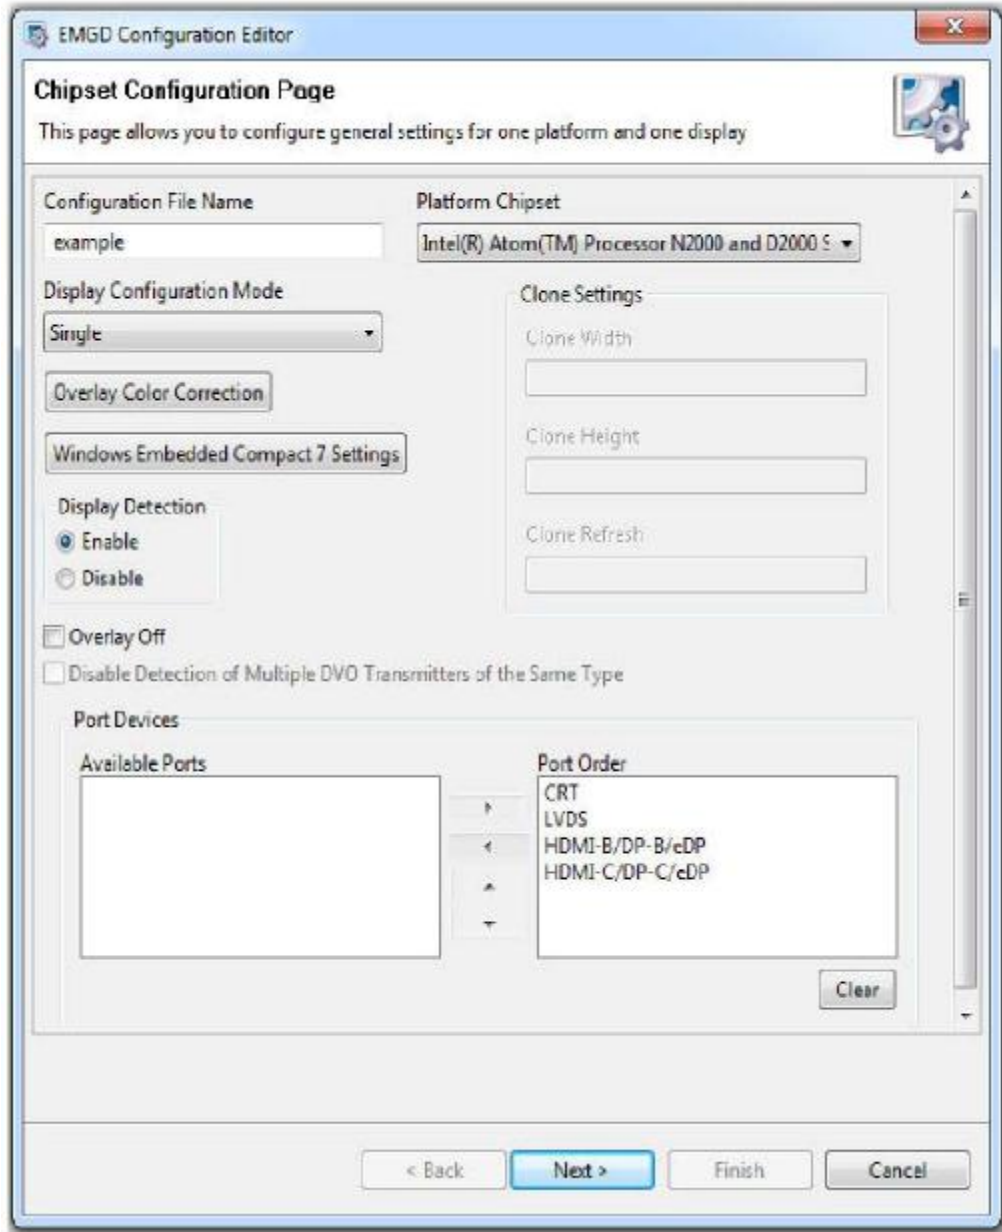 EMGD Configuration Editor
Chipset Configuration Page
This page allows you to configure general settings for one platform and one display
Configuration File Name
example
Platform Chipset
Intel(R) Atom(TM) Processor N2000 and D2000 S
Display Configuration Mode
Single
Overlay Color Correction
Windows Embedded Compact 7 Settings
Display Detection
Enable
Disable
Clone Settings
Clone Width
Clone Height
Clone Refresh
Overlay Off
Disable Detection of Multiple DVO Transmitters of the Same Type
Port Devices
Available Ports
Port Order
CRT
LVDS
HDMI-B/DP-B/eDP
HDMI-C/DP-C/eDP
Clear
< Back
Next >
Finish
Cancel